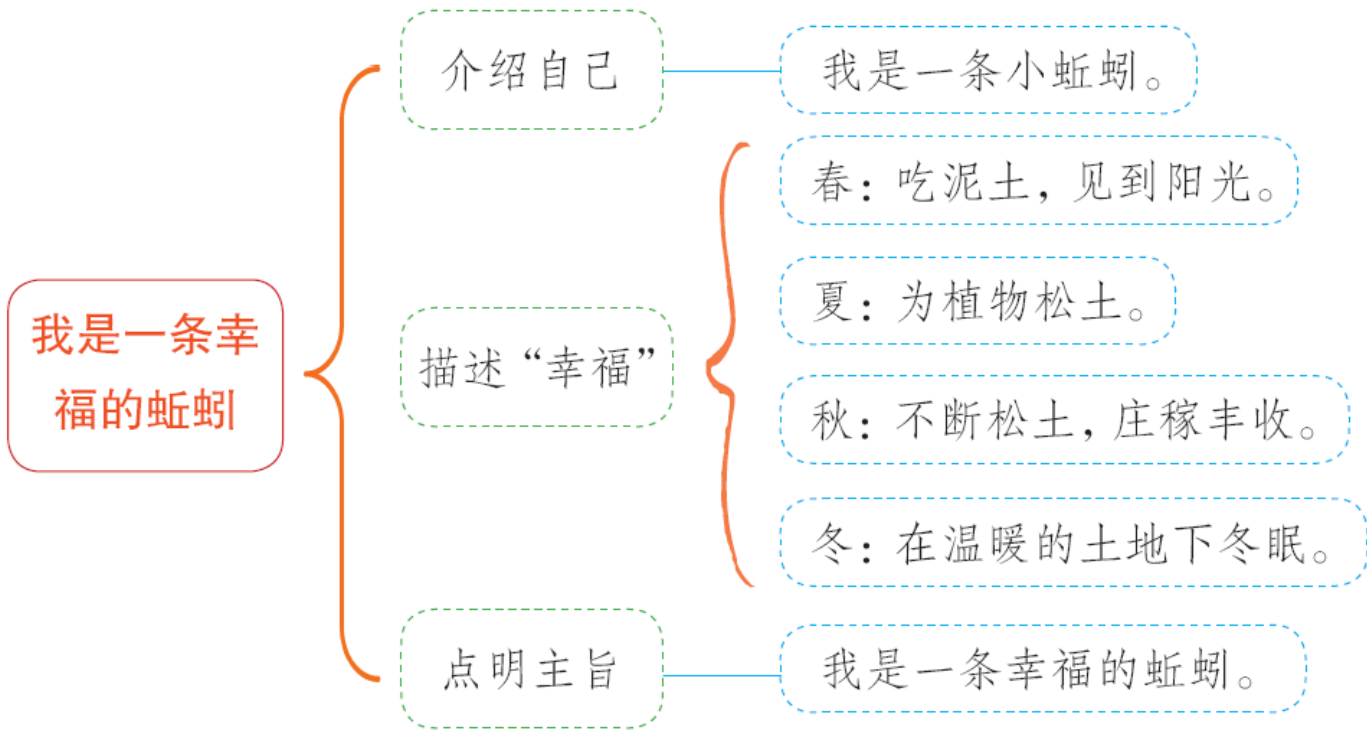 我是一条幸
福的蚯蚓
介绍自己
我是一条小蚯蚓。
描述“幸福”
春：吃泥土，见到阳光。
夏：为植物松土。
秋：不断松土，庄稼丰收。
冬：在温暖的土地下冬眠。
点明主旨
我是一条幸福的蚯蚓。